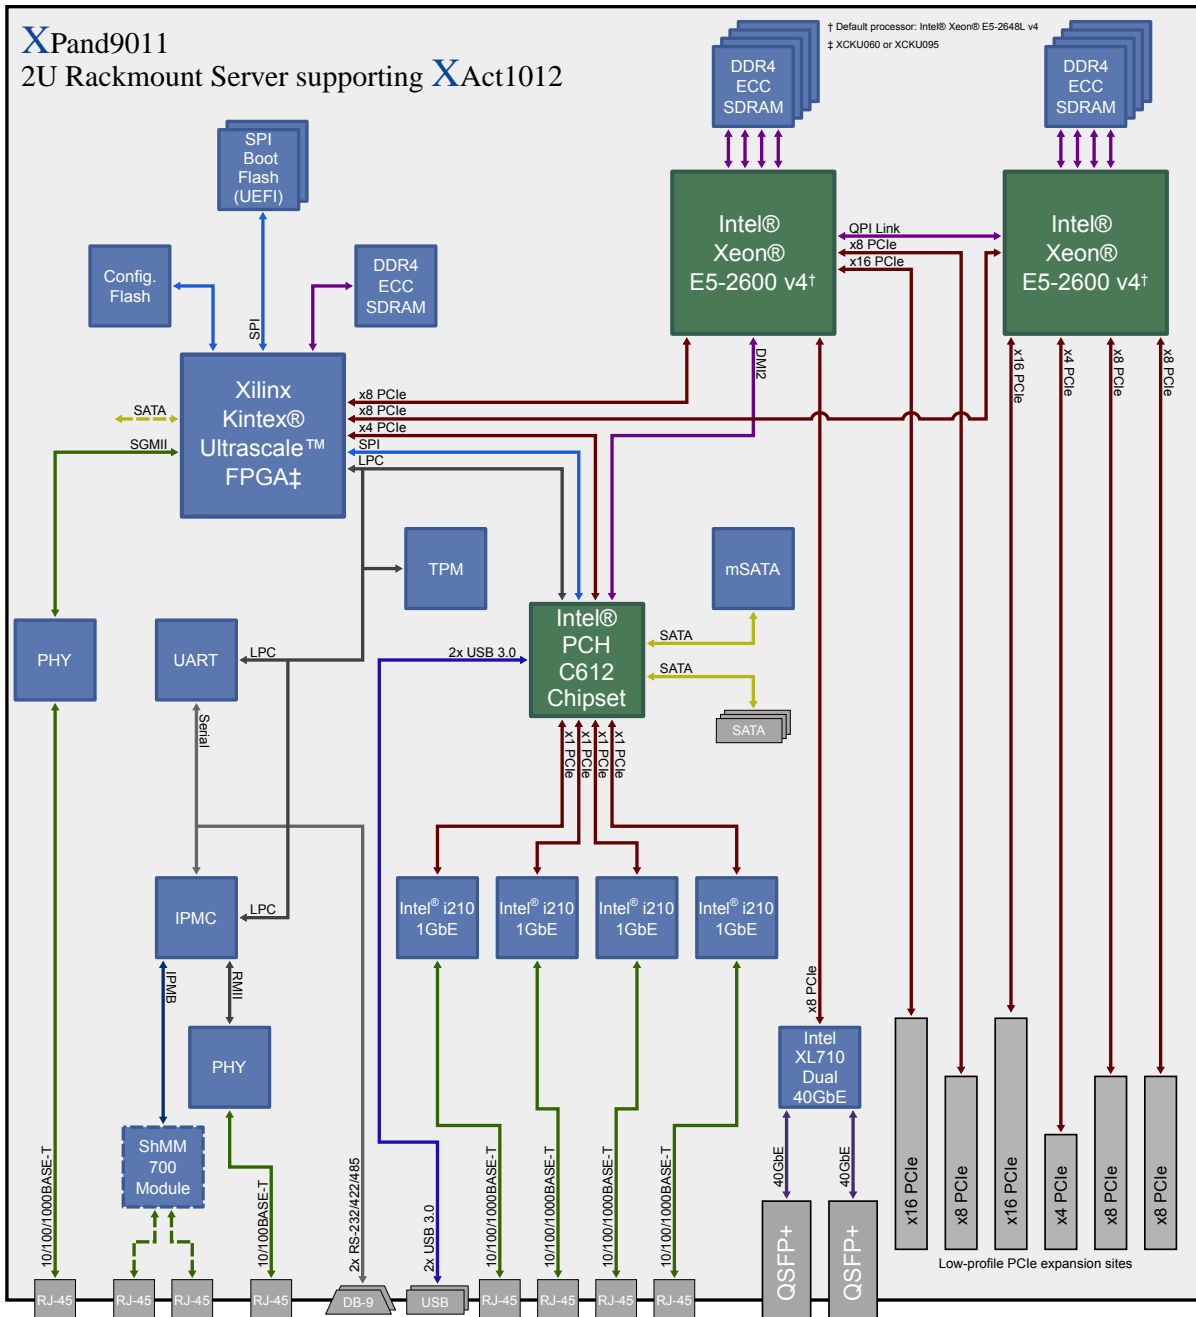 XPand9011
2U Rackmount Server supporting XAct1012
† Default processor: Intel® Xeon® E5-2648L v4
‡ XCKU060 or XCKU095
DDR4
ECC
SDRAM
DDR4
ECC
SDRAM
SPI
Boot
Flash
(UEFI)
Config.
Flash
DDR4
ECC
SDRAM
SPI
Intel®
Xeon®
E5-2600 v4†
QPI Link
x8 PCIe
x16 PCIe
Intel®
Xeon®
E5-2600 v4†
Xilinx
Kintex®
Ultrascale™
FPGA‡
SATA
SGMII
x8 PCIe
x8 PCIe
x4 PCIe
SPI
LPC
DMI2
x16 PCIe
x4 PCIe
x8 PCIe
x8 PCIe
TPM
mSATA
PHY
UART
LPC
2x USB 3.0
Intel®
PCH
C612
Chipset
SATA
SATA
SATA
Serial
x1 PCIe
x1 PCIe
x1 PCIe
x1 PCIe
IPMC
LPC
Intel® i210
1GbE
Intel® i210
1GbE
Intel® i210
1GbE
Intel® i210
1GbE
IPMB
RMII
x8 PCIe
PHY
Intel
XL710
Dual
40GbE
ShMM
700
Module
10/100/1000BASE-T
10/100BASE-T
2x RS-232/422/485
2x USB 3.0
10/100/1000BASE-T
10/100/1000BASE-T
10/100/1000BASE-T
10/100/1000BASE-T
40GbE
40GbE
x16 PCIe
x8 PCIe
x16 PCIe
x4 PCIe
x8 PCIe
x8 PCIe
Low-profile PCIe expansion sites
RJ-45
RJ-45
RJ-45
RJ-45
DB-9
USB
RJ-45
RJ-45
RJ-45
RJ-45
QSFP+
QSFP+